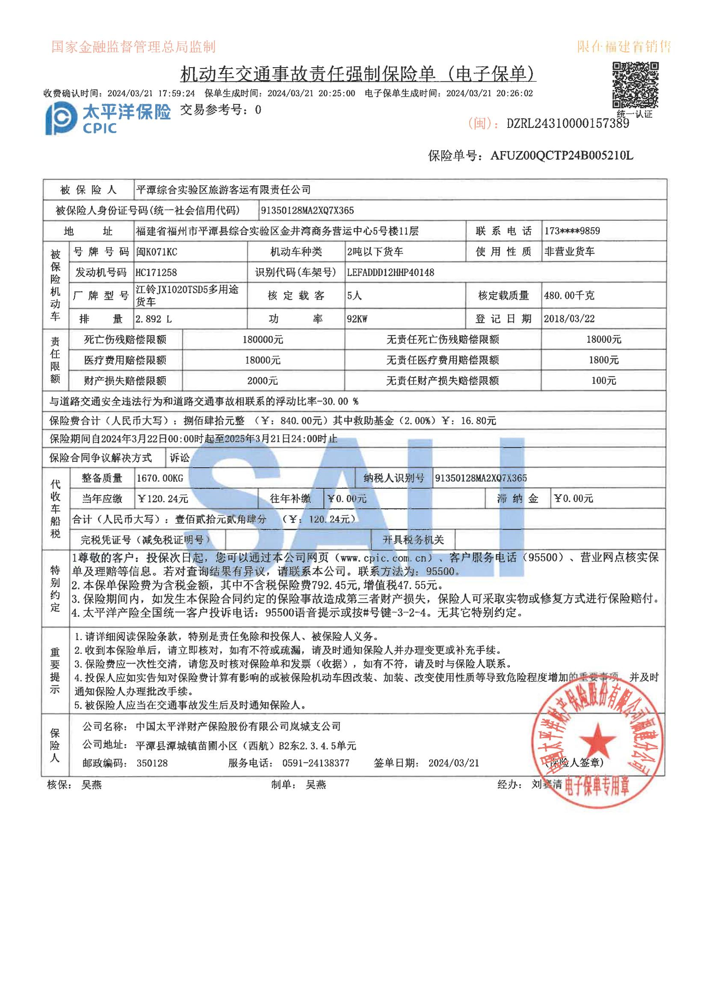 国家金融监督管理总局监制
限在福建省销售
机动车交通事故责任强制保险单（电子保单）
收费确认时间：2024/03/21 17:59:24 保单生成时间：2024/03/21 20:25:00 电子保单生成时间：2024/03/21 20:26:02
太平洋保险
CPIC
交易参考号：0
统一认证
（闽）：DZRL24310000157389
保险单号：AFUZ00QCTP24B005210L
被保险人 平潭综合实验区旅游客运有限责任公司
被保险人身份证号码(统一社会信用代码) 91350128MA2XQ7X365
地址 福建省福州市平潭县综合实验区金井湾商务营运中心5号楼11层 联系电话 173****9859
被保险机动车
号牌号码 闽K071KC 机动车种类 2吨以下货车 使用性质 非营业货车
发动机号码 HC171258 识别代码(车架号) LEFADDD12HHP40148
厂牌型号 江铃JX1020TSD5多用途货车 核定载客 5人 核定载质量 480.00千克
排量 2.892 L 功率 92KW 登记日期 2018/03/22
责任限额
死亡伤残赔偿限额 180000元 无责任死亡伤残赔偿限额 18000元
医疗费用赔偿限额 18000元 无责任医疗费用赔偿限额 1800元
财产损失赔偿限额 2000元 无责任财产损失赔偿限额 100元
与道路交通安全违法行为和道路交通事故相联系的浮动比率-30.00 %
保险费合计（人民币大写）：捌佰肆拾元整 （￥：840.00元）其中救助基金（2.00%）￥：16.80元
保险期间自2024年3月22日00:00时起至2025年3月21日24:00时止
保险合同争议解决方式 诉讼
代收车船税
整备质量 1670.00KG 纳税人识别号 91350128MA2XQ7X365
当年应缴 ￥120.24元 往年补缴 ￥0.00元 滞纳金 ￥0.00元
合计（人民币大写）：壹佰贰拾元贰角肆分 （￥：120.24元）
完税凭证号（减免税证明号） 开具税务机关
SALI
特别约定
1尊敬的客户：投保次日起，您可以通过本公司网页（www.cpic.com.cn）、客户服务电话（95500）、营业网点核实保
单及理赔等信息。若对查询结果有异议，请联系本公司。联系方法为：95500。
2.本保单保险费为含税金额，其中不含税保险费792.45元,增值税47.55元。
3.保险期间内，如发生本保险合同约定的保险事故造成第三者财产损失，保险人可采取实物或修复方式进行保险赔付。
4.太平洋产险全国统一客户投诉电话：95500语音提示或按#号键-3-2-4。无其它特别约定。
重要提示
1.请详细阅读保险条款，特别是责任免除和投保人、被保险人义务。
2.收到本保险单后，请立即核对，如有不符或疏漏，请及时通知保险人并办理变更或补充手续。
3.保险费应一次性交清，请您及时核对保险单和发票（收据），如有不符，请及时与保险人联系。
4.投保人应如实告知对保险费计算有影响的或被保险机动车因改装、加装、改变使用性质等导致危险程度增加的重要事项，并及时
通知保险人办理批改手续。
5.被保险人应当在交通事故发生后及时通知保险人。
保险人
公司名称：中国太平洋财产保险股份有限公司岚城支公司
公司地址：平潭县潭城镇苗圃小区（西航）B2东2.3.4.5单元
邮政编码：350128 服务电话：0591-24138377 签单日期：2024/03/21 (保险人签章)
中国太平洋财产保险股份有限公司福建分公司
电子保单专用章
核保：吴燕 制单：吴燕 经办：刘赛清